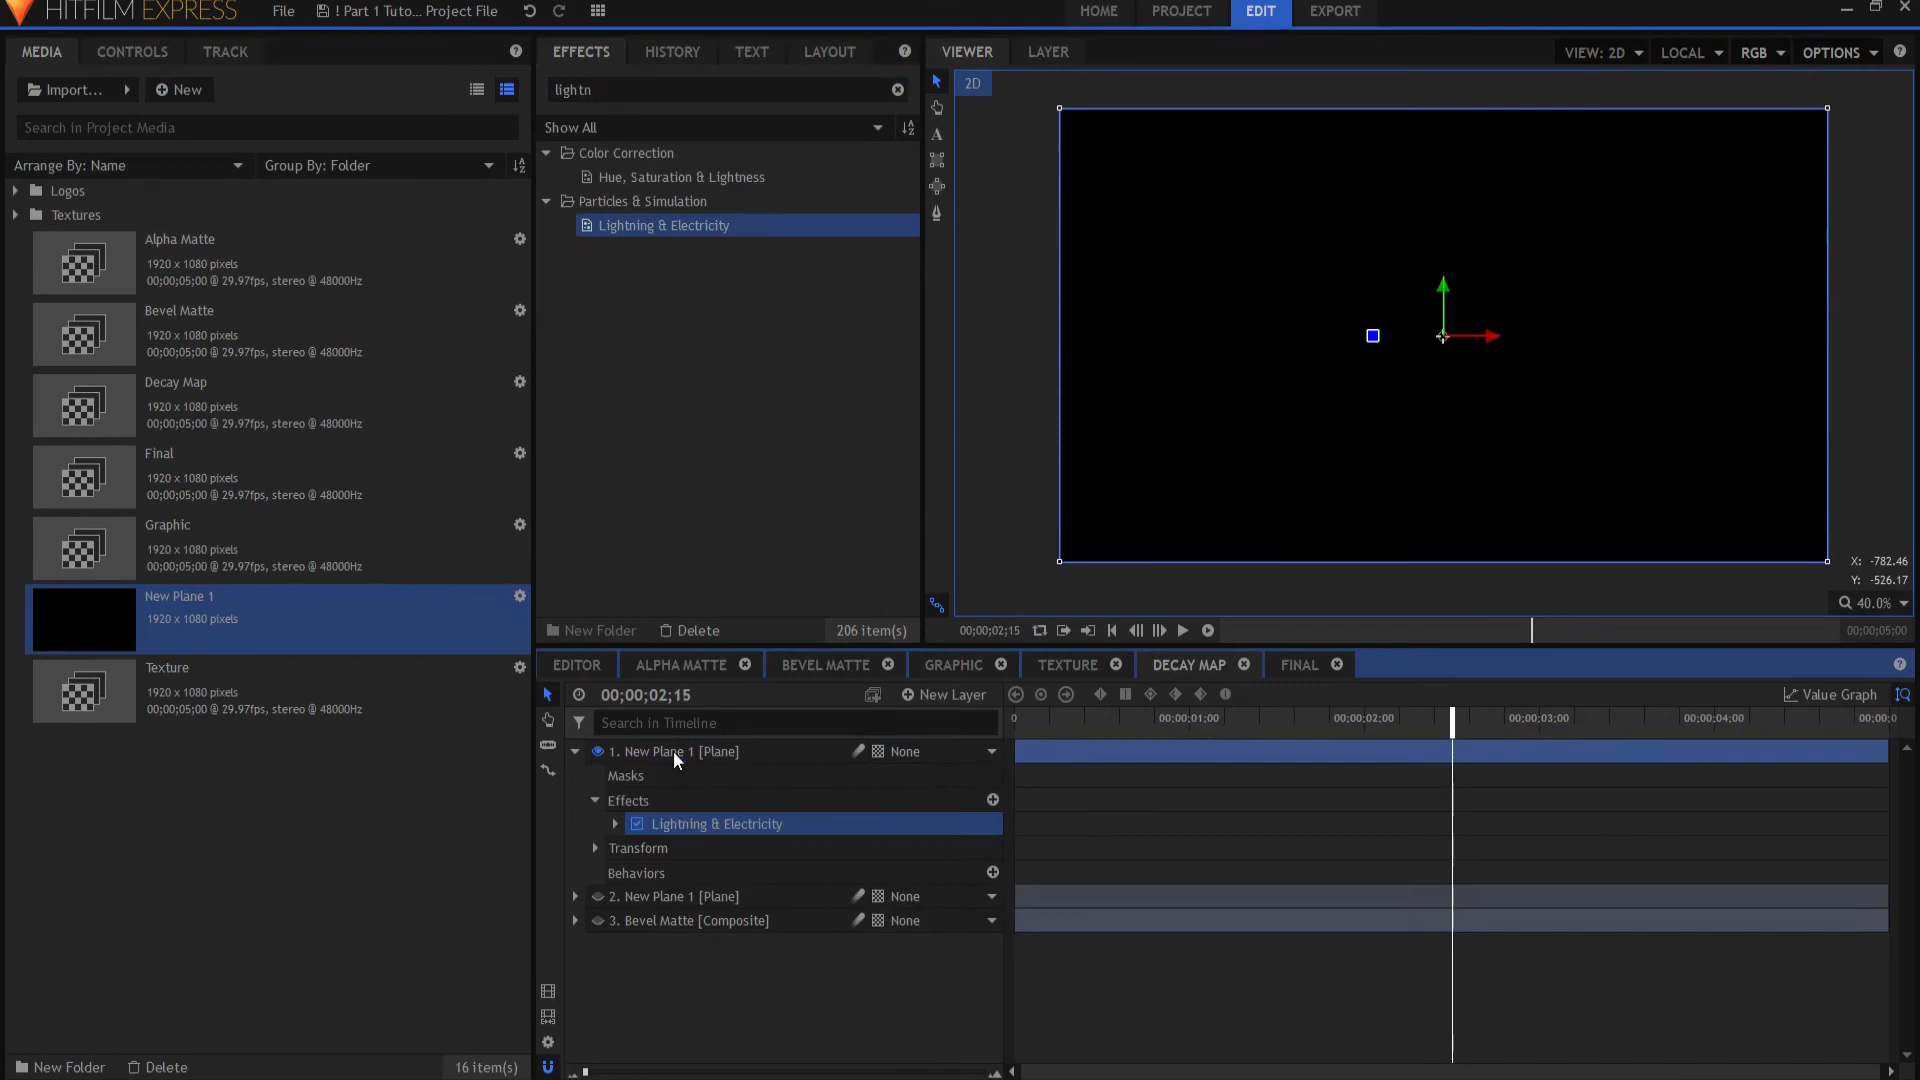 HITFILM EXPRESS
File
! Part 1 Tuto... Project File
HOME
PROJECT
EDIT
EXPORT
MEDIA
CONTROLS
TRACK
EFFECTS
HISTORY
TEXT
LAYOUT
VIEWER
LAYER
VIEW: 2D
LOCAL
RGB
OPTIONS
Import...
New
lightn
2D
Search in Project Media
Show All
Arrange By: Name
Group By: Folder
Color Correction
Hue, Saturation & Lightness
Particles & Simulation
Lightning & Electricity
Logos
Textures
Alpha Matte
1920 x 1080 pixels
00;00;05;00 @ 29.97fps, stereo @ 48000Hz
Bevel Matte
1920 x 1080 pixels
00;00;05;00 @ 29.97fps, stereo @ 48000Hz
Decay Map
1920 x 1080 pixels
00;00;05;00 @ 29.97fps, stereo @ 48000Hz
Final
1920 x 1080 pixels
00;00;05;00 @ 29.97fps, stereo @ 48000Hz
Graphic
1920 x 1080 pixels
00;00;05;00 @ 29.97fps, stereo @ 48000Hz
New Plane 1
1920 x 1080 pixels
Texture
1920 x 1080 pixels
00;00;05;00 @ 29.97fps, stereo @ 48000Hz
New Folder
Delete
16 item(s)
New Folder
Delete
206 item(s)
A
X: -782.46
Y: -526.17
40.0%
00;00;02;15
00;00;05;00
EDITOR
ALPHA MATTE
BEVEL MATTE
GRAPHIC
TEXTURE
DECAY MAP
FINAL
00;00;02;15
New Layer
Value Graph
Search in Timeline
0
00;00;01;00
00;00;02;00
00;00;03;00
00;00;04;00
00;00;0
1. New Plane 1 [Plane]
None
Masks
Effects
Lightning & Electricity
Transform
Behaviors
2. New Plane 1 [Plane]
None
3. Bevel Matte [Composite]
None